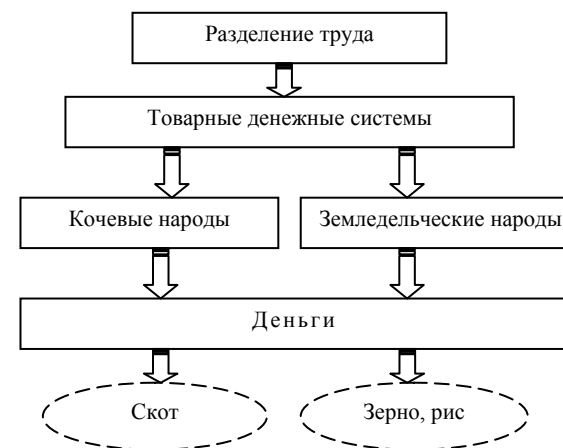 Разделение труда
Товарные денежные системы
Кочевые народы
Земледельческие народы
Деньги
Скот
Зерно, рис